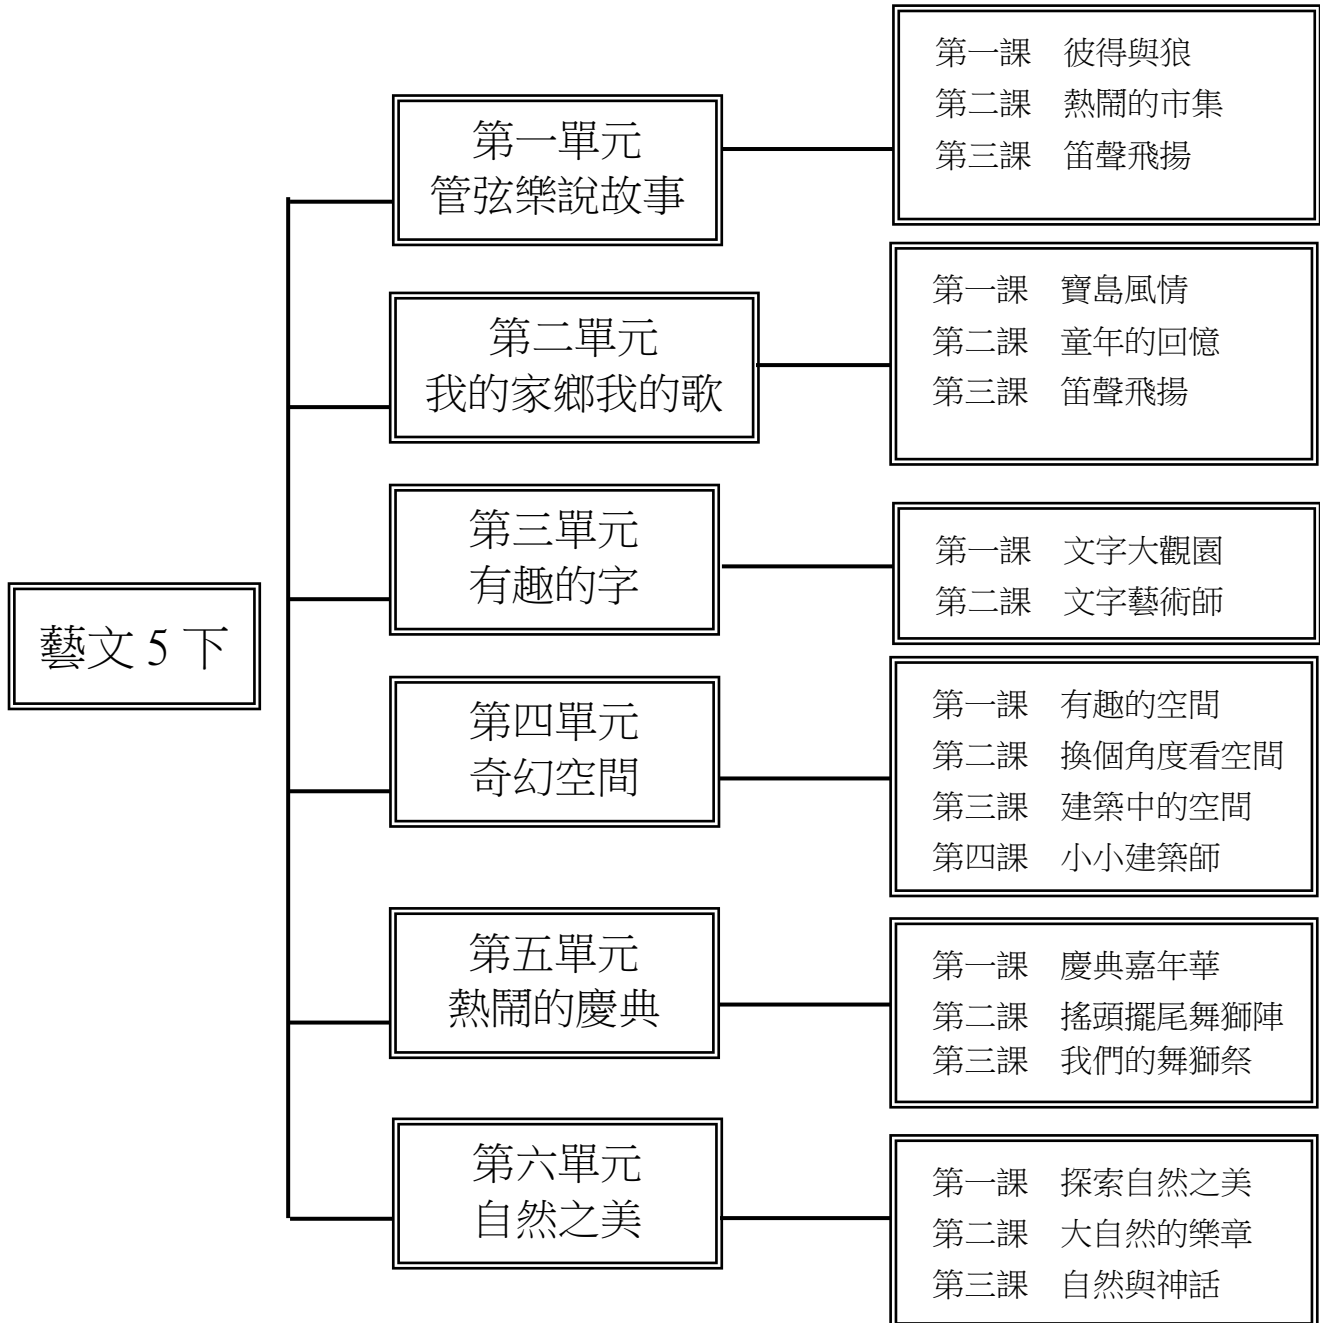 藝文 5 下
第一單元
管弦樂說故事
第一課　彼得與狼
第二課　熱鬧的市集
第三課　笛聲飛揚
第二單元
我的家鄉我的歌
第一課　寶島風情
第二課　童年的回憶
第三課　笛聲飛揚
第三單元
有趣的字
第一課　文字大觀園
第二課　文字藝術師
第四單元
奇幻空間
第一課　有趣的空間
第二課　換個角度看空間
第三課　建築中的空間
第四課　小小建築師
第五單元
熱鬧的慶典
第一課　慶典嘉年華
第二課　搖頭擺尾舞獅陣
第三課　我們的舞獅祭
第六單元
自然之美
第一課　探索自然之美
第二課　大自然的樂章
第三課　自然與神話